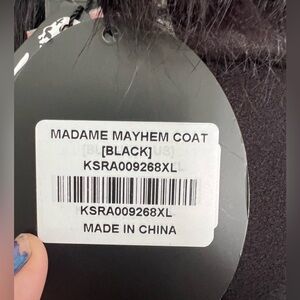 MADAME MAYHEM COAT
[BLACK]
KSRA009268XL
KSRA009268XL
MADE IN CHINA